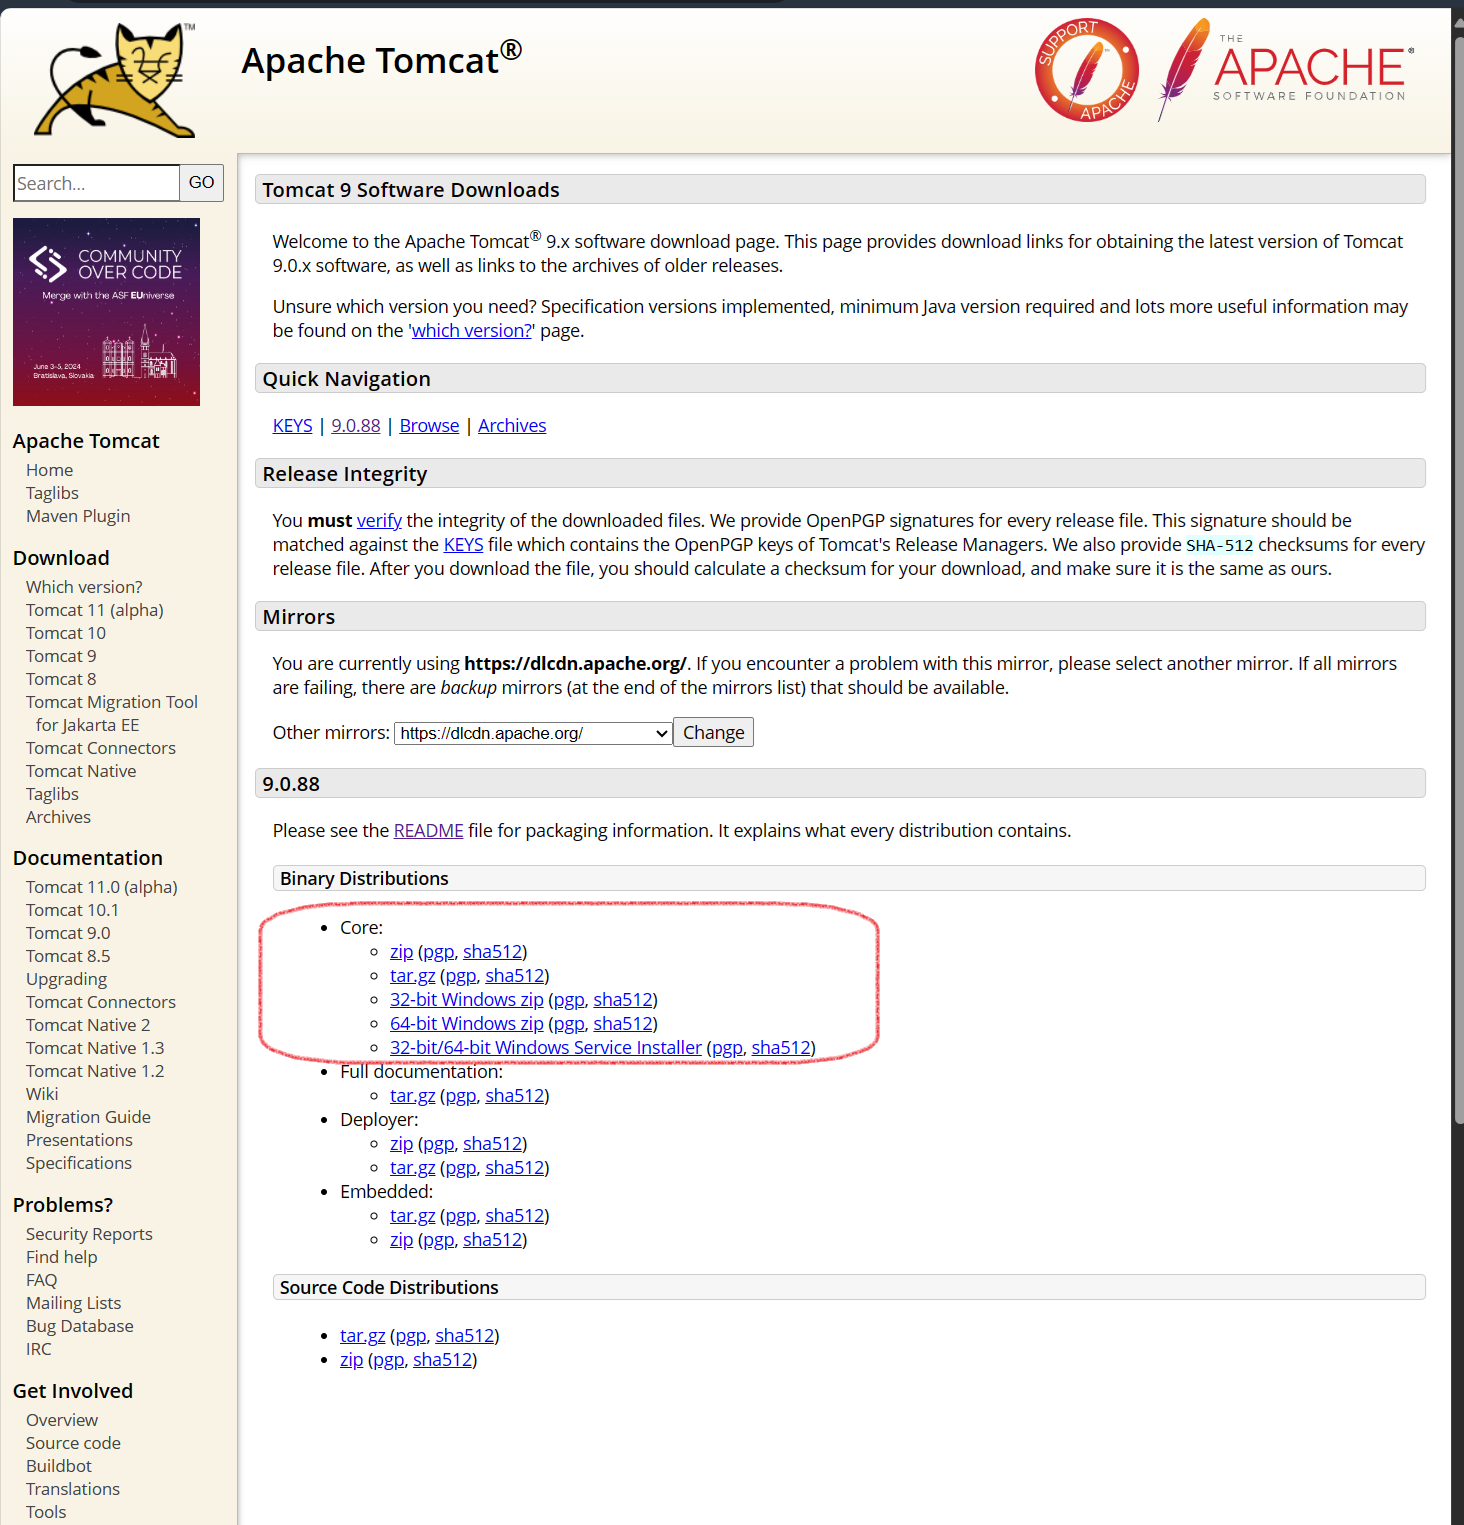 Apache Tomcat®
SUPPORT APACHE
THE
APACHE®
SOFTWARE FOUNDATION
Search...
GO
COMMUNITY
OVER CODE
Merge with the ASF EUniverse
June 3-5, 2024
Bratislava, Slovakia
Apache Tomcat
Home
Taglibs
Maven Plugin
Download
Which version?
Tomcat 11 (alpha)
Tomcat 10
Tomcat 9
Tomcat 8
Tomcat Migration Tool
for Jakarta EE
Tomcat Connectors
Tomcat Native
Taglibs
Archives
Documentation
Tomcat 11.0 (alpha)
Tomcat 10.1
Tomcat 9.0
Tomcat 8.5
Upgrading
Tomcat Connectors
Tomcat Native 2
Tomcat Native 1.3
Tomcat Native 1.2
Wiki
Migration Guide
Presentations
Specifications
Problems?
Security Reports
Find help
FAQ
Mailing Lists
Bug Database
IRC
Get Involved
Overview
Source code
Buildbot
Translations
Tools
Tomcat 9 Software Downloads
Welcome to the Apache Tomcat® 9.x software download page. This page provides download links for obtaining the latest version of Tomcat
9.0.x software, as well as links to the archives of older releases.
Unsure which version you need? Specification versions implemented, minimum Java version required and lots more useful information may
be found on the 'which version?' page.
Quick Navigation
KEYS | 9.0.88 | Browse | Archives
Release Integrity
You must verify the integrity of the downloaded files. We provide OpenPGP signatures for every release file. This signature should be
matched against the KEYS file which contains the OpenPGP keys of Tomcat's Release Managers. We also provide SHA-512 checksums for every
release file. After you download the file, you should calculate a checksum for your download, and make sure it is the same as ours.
Mirrors
You are currently using https://dlcdn.apache.org/. If you encounter a problem with this mirror, please select another mirror. If all mirrors
are failing, there are backup mirrors (at the end of the mirrors list) that should be available.
Other mirrors: https://dlcdn.apache.org/ Change
9.0.88
Please see the README file for packaging information. It explains what every distribution contains.
Binary Distributions
Core:
zip (pgp, sha512)
tar.gz (pgp, sha512)
32-bit Windows zip (pgp, sha512)
64-bit Windows zip (pgp, sha512)
32-bit/64-bit Windows Service Installer (pgp, sha512)
Full documentation:
tar.gz (pgp, sha512)
Deployer:
zip (pgp, sha512)
tar.gz (pgp, sha512)
Embedded:
tar.gz (pgp, sha512)
zip (pgp, sha512)
Source Code Distributions
tar.gz (pgp, sha512)
zip (pgp, sha512)